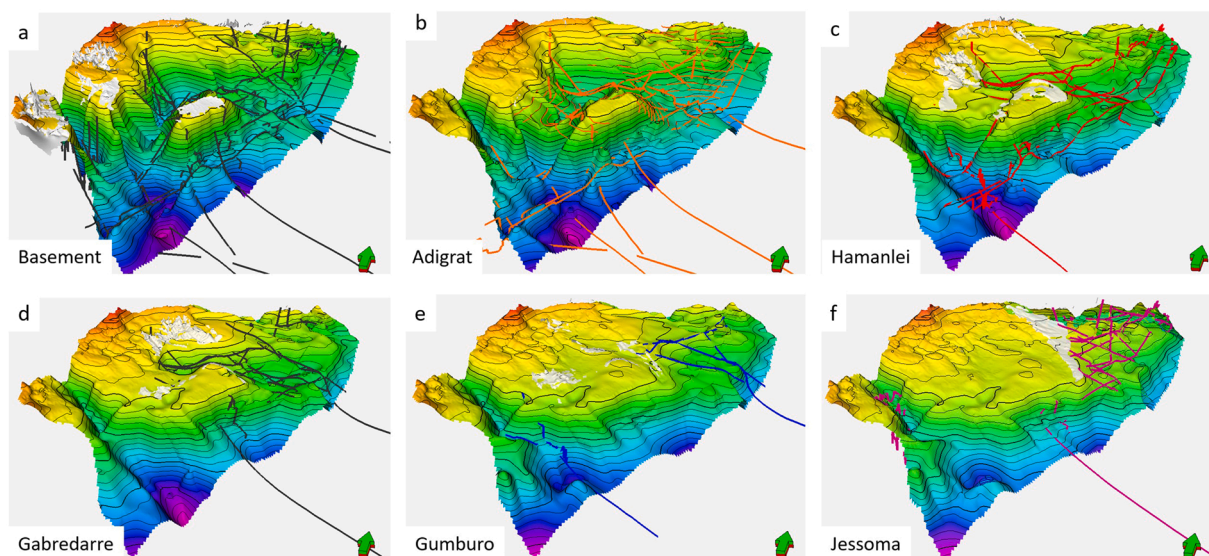 a
Basement
b
Adigrat
c
Hamanlei
d
Gabredarre
e
Gumburo
f
Jessoma